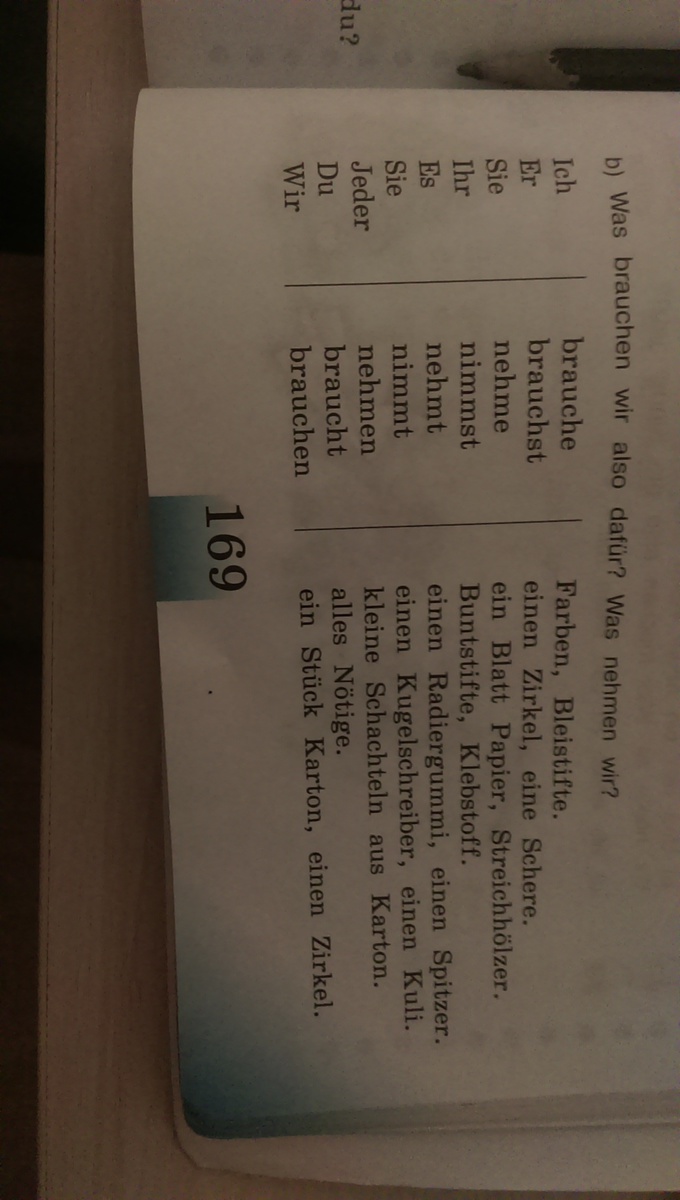 du?
b) Was brauchen wir also dafür? Was nehmen wir?
Ich brauche Farben, Bleistifte.
Er brauchst einen Zirkel, eine Schere.
Sie nehme ein Blatt Papier, Streichhölzer.
Ihr nimmst Buntstifte, Klebstoff.
Es nehmt einen Radiergummi, einen Spitzer.
Sie nimmt einen Kugelschreiber, einen Kuli.
Jeder nehmen kleine Schachteln aus Karton.
Du braucht alles Nötige.
Wir brauchen ein Stück Karton, einen Zirkel.
169